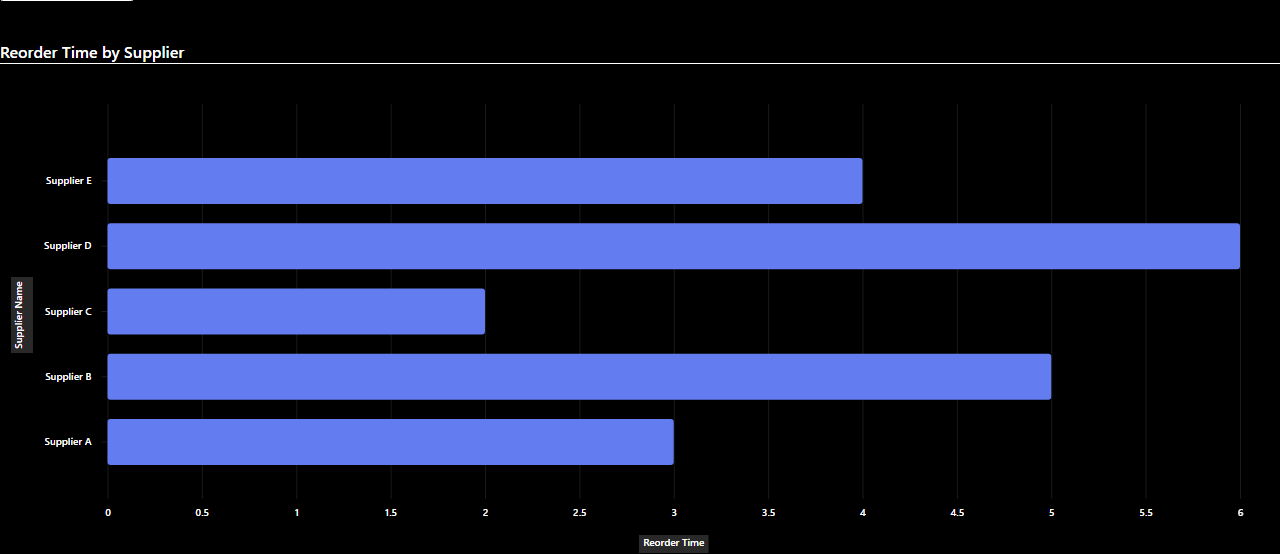 Reorder Time by Supplier
Supplier E
Supplier D
Supplier C
Supplier B
Supplier A
Supplier Name
0 0.5 1 1.5 2 2.5 3 3.5 4 4.5 5 5.5 6
Reorder Time